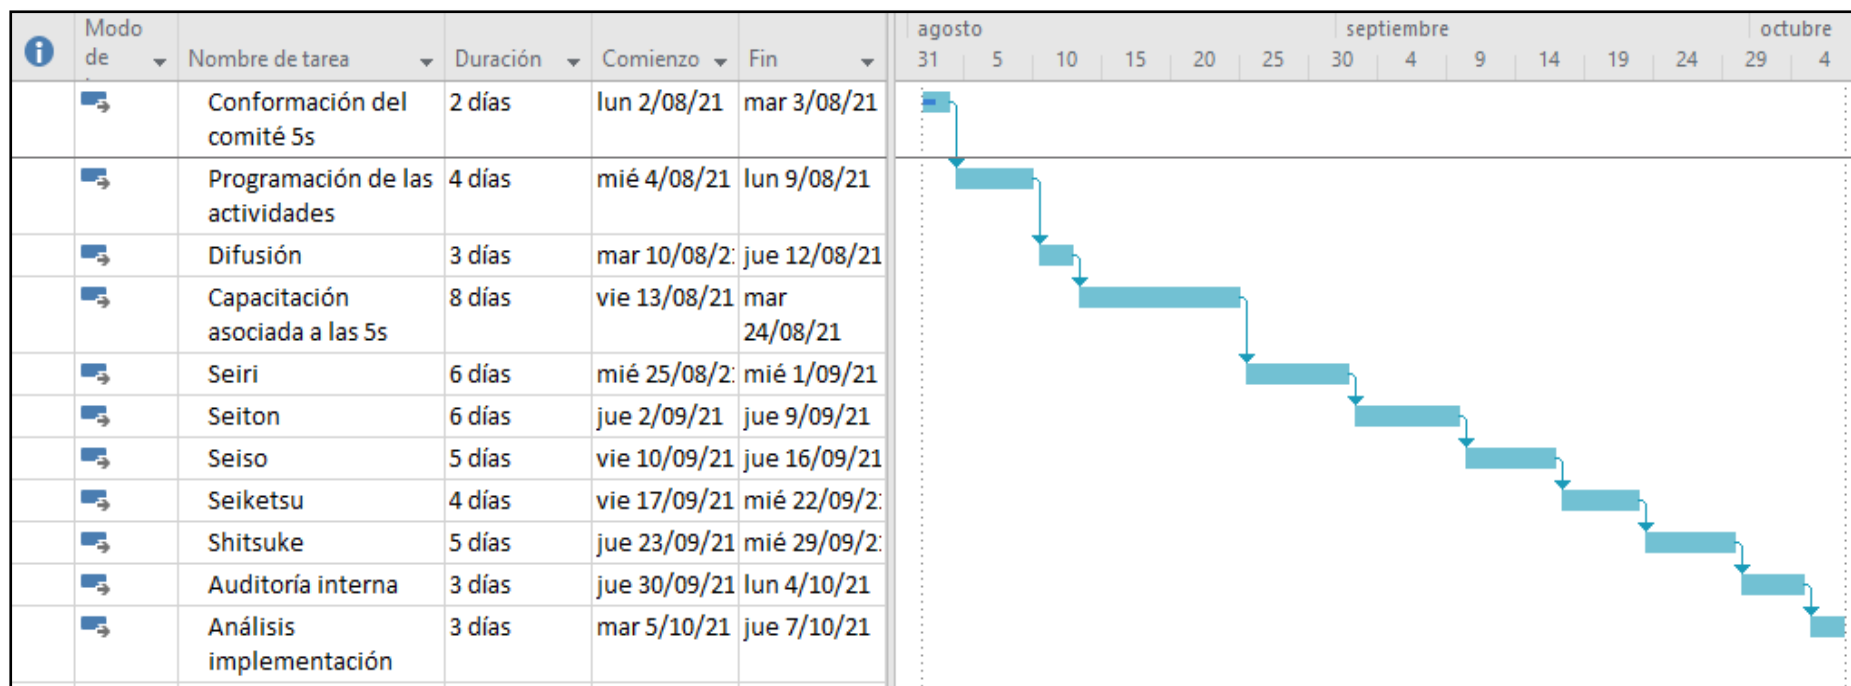 agosto septiembre octubre
Modo
de Nombre de tarea Duración Comienzo Fin 31 5 10 15 20 25 30 4 9 14 19 24 29 4
Conformación del 2 días lun 2/08/21 mar 3/08/21
comité 5s
Programación de las 4 días mié 4/08/21 lun 9/08/21
actividades
Difusión 3 días mar 10/08/2 jue 12/08/21
Capacitación 8 días vie 13/08/21 mar
asociada a las 5s 24/08/21
Seiri 6 días mié 25/08/2 mié 1/09/21
Seiton 6 días jue 2/09/21 jue 9/09/21
Seiso 5 días vie 10/09/21 jue 16/09/21
Seiketsu 4 días vie 17/09/21 mié 22/09/2
Shitsuke 5 días jue 23/09/21 mié 29/09/2
Auditoría interna 3 días jue 30/09/21 lun 4/10/21
Análisis 3 días mar 5/10/21 jue 7/10/21
implementación